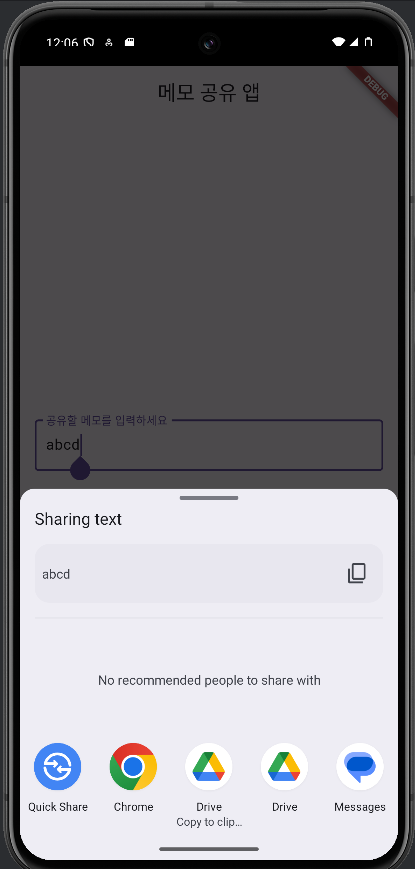 12:06
메모 공유 앱
DEBUG
공유할 메모를 입력하세요
abcd
Sharing text
abcd
No recommended people to share with
Quick Share
Chrome
Drive
Copy to clip...
Drive
Messages